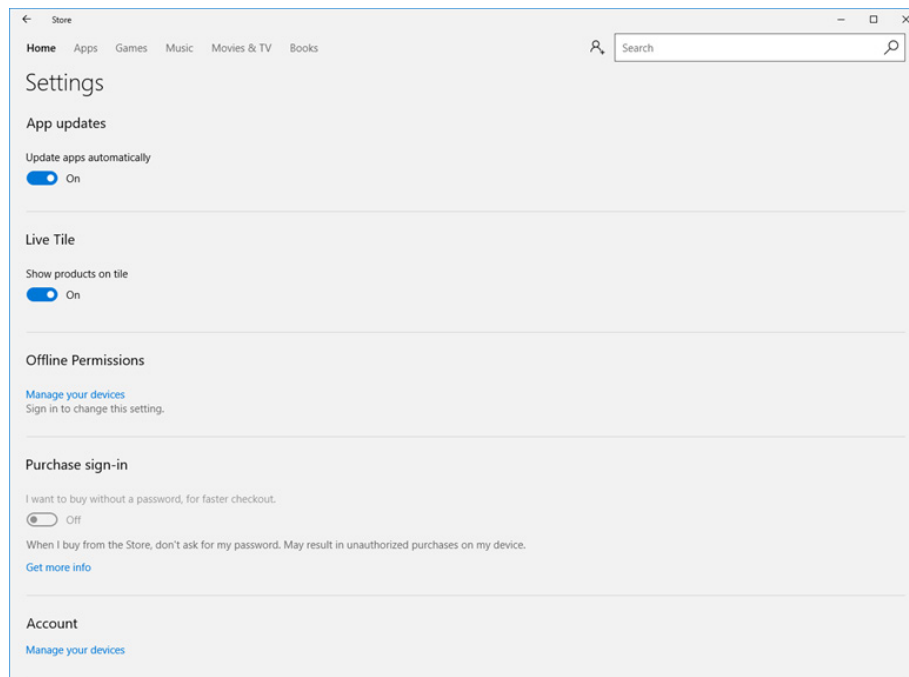 Store
Home Apps Games Music Movies & TV Books Search
Settings
App updates
Update apps automatically
On
Live Tile
Show products on tile
On
Offline Permissions
Manage your devices
Sign in to change this setting.
Purchase sign-in
I want to buy without a password, for faster checkout.
Off
When I buy from the Store, don't ask for my password. May result in unauthorized purchases on my device.
Get more info
Account
Manage your devices